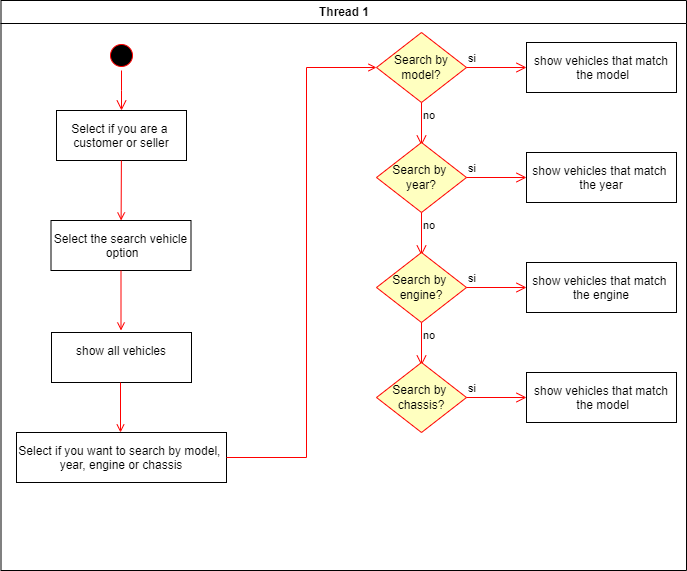 Thread 1
Select if you are a
customer or seller
Select the search vehicle
option
show all vehicles
Select if you want to search by model,
year, engine or chassis
Search by
model?
si
show vehicles that match
the model
no
Search by
year?
si
show vehicles that match
the year
no
Search by
engine?
si
show vehicles that match
the engine
no
Search by
chassis?
si
show vehicles that match
the model